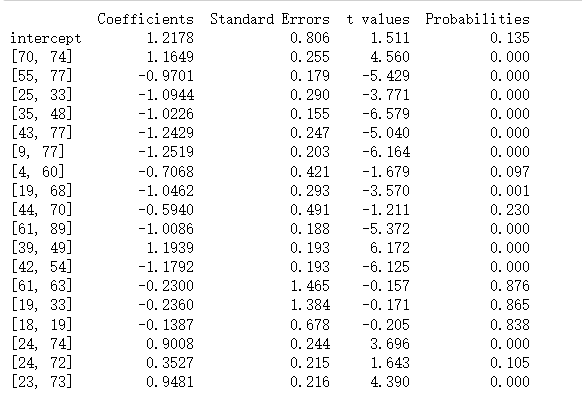 Coefficients Standard Errors t values Probabilities
intercept 1.2178 0.806 1.511 0.135
[70, 74] 1.1649 0.255 4.560 0.000
[55, 77] -0.9701 0.179 -5.429 0.000
[25, 33] -1.0944 0.290 -3.771 0.000
[35, 48] -1.0226 0.155 -6.579 0.000
[43, 77] -1.2429 0.247 -5.040 0.000
[9, 77] -1.2519 0.203 -6.164 0.000
[4, 60] -0.7068 0.421 -1.679 0.097
[19, 68] -1.0462 0.293 -3.570 0.001
[44, 70] -0.5940 0.491 -1.211 0.230
[61, 89] -1.0086 0.188 -5.372 0.000
[39, 49] 1.1939 0.193 6.172 0.000
[42, 54] -1.1792 0.193 -6.125 0.000
[61, 63] -0.2300 1.465 -0.157 0.876
[19, 33] -0.2360 1.384 -0.171 0.865
[18, 19] -0.1387 0.678 -0.205 0.838
[24, 74] 0.9008 0.244 3.696 0.000
[24, 72] 0.3527 0.215 1.643 0.105
[23, 73] 0.9481 0.216 4.390 0.000